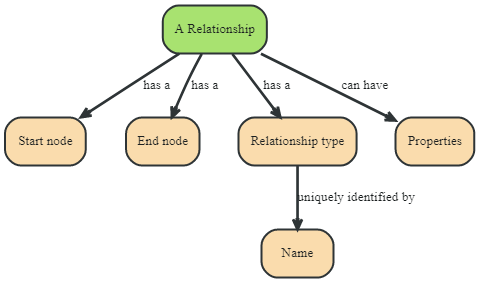 A Relationship
has a
has a
has a
can have
Start node
End node
Relationship type
Properties
uniquely identified by
Name